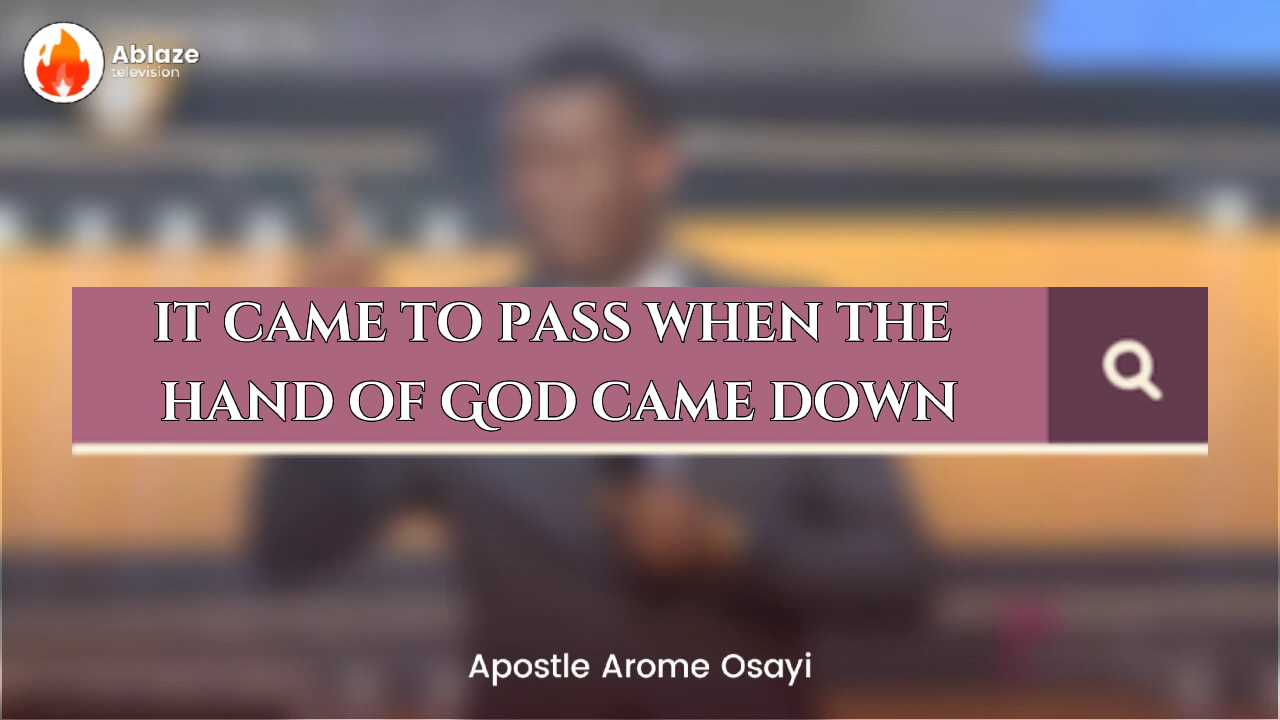 Ablaze
television
IT CAME TO PASS WHEN THE
HAND OF GOD CAME DOWN
Apostle Arome Osayi